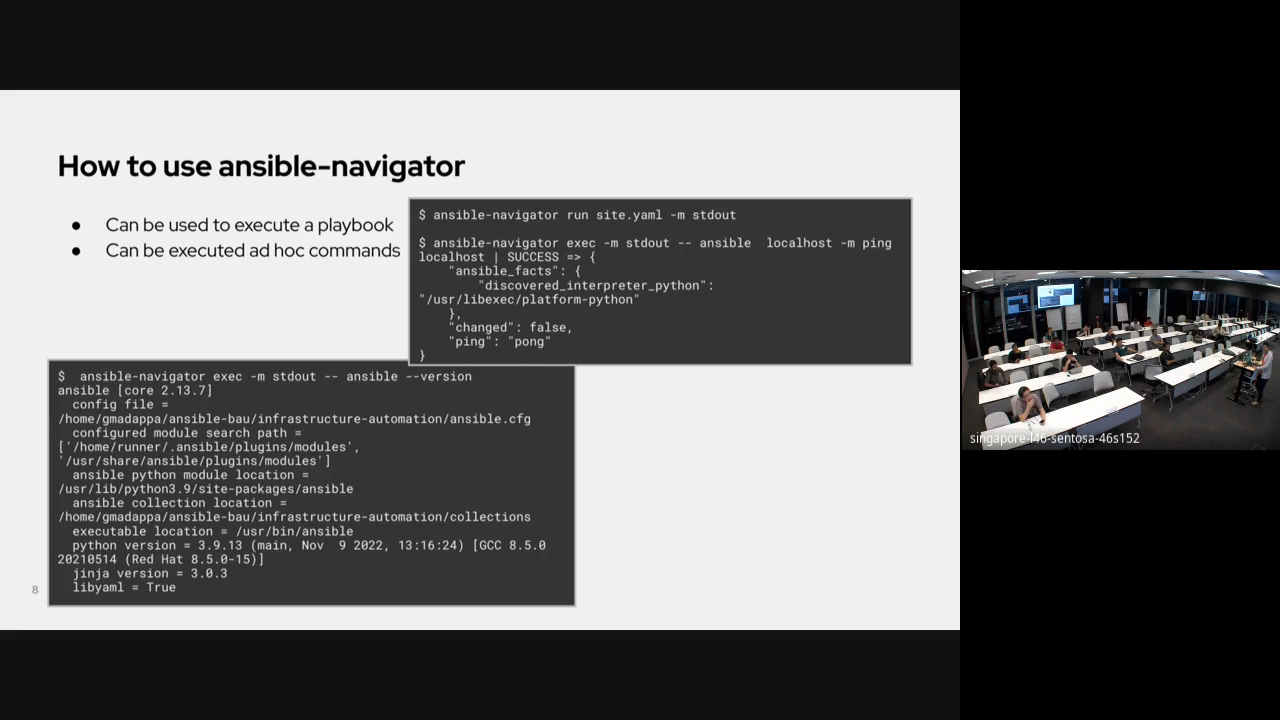 How to use ansible-navigator
● Can be used to execute a playbook
● Can be executed ad hoc commands
$ ansible-navigator run site.yaml -m stdout
$ ansible-navigator exec -m stdout -- ansible  localhost -m ping
localhost | SUCCESS => {
    "ansible_facts": {
        "discovered_interpreter_python":
"/usr/libexec/platform-python"
    },
    "changed": false,
    "ping": "pong"
}
$  ansible-navigator exec -m stdout -- ansible --version
ansible [core 2.13.7]
  config file =
/home/gmadappa/ansible-bau/infrastructure-automation/ansible.cfg
  configured module search path =
['/home/runner/.ansible/plugins/modules',
'/usr/share/ansible/plugins/modules']
  ansible python module location =
/usr/lib/python3.9/site-packages/ansible
  ansible collection location =
/home/gmadappa/ansible-bau/infrastructure-automation/collections
  executable location = /usr/bin/ansible
  python version = 3.9.13 (main, Nov  9 2022, 13:16:24) [GCC 8.5.0
20210514 (Red Hat 8.5.0-15)]
  jinja version = 3.0.3
  libyaml = True
8
singapore-l46-sentosa-46s152